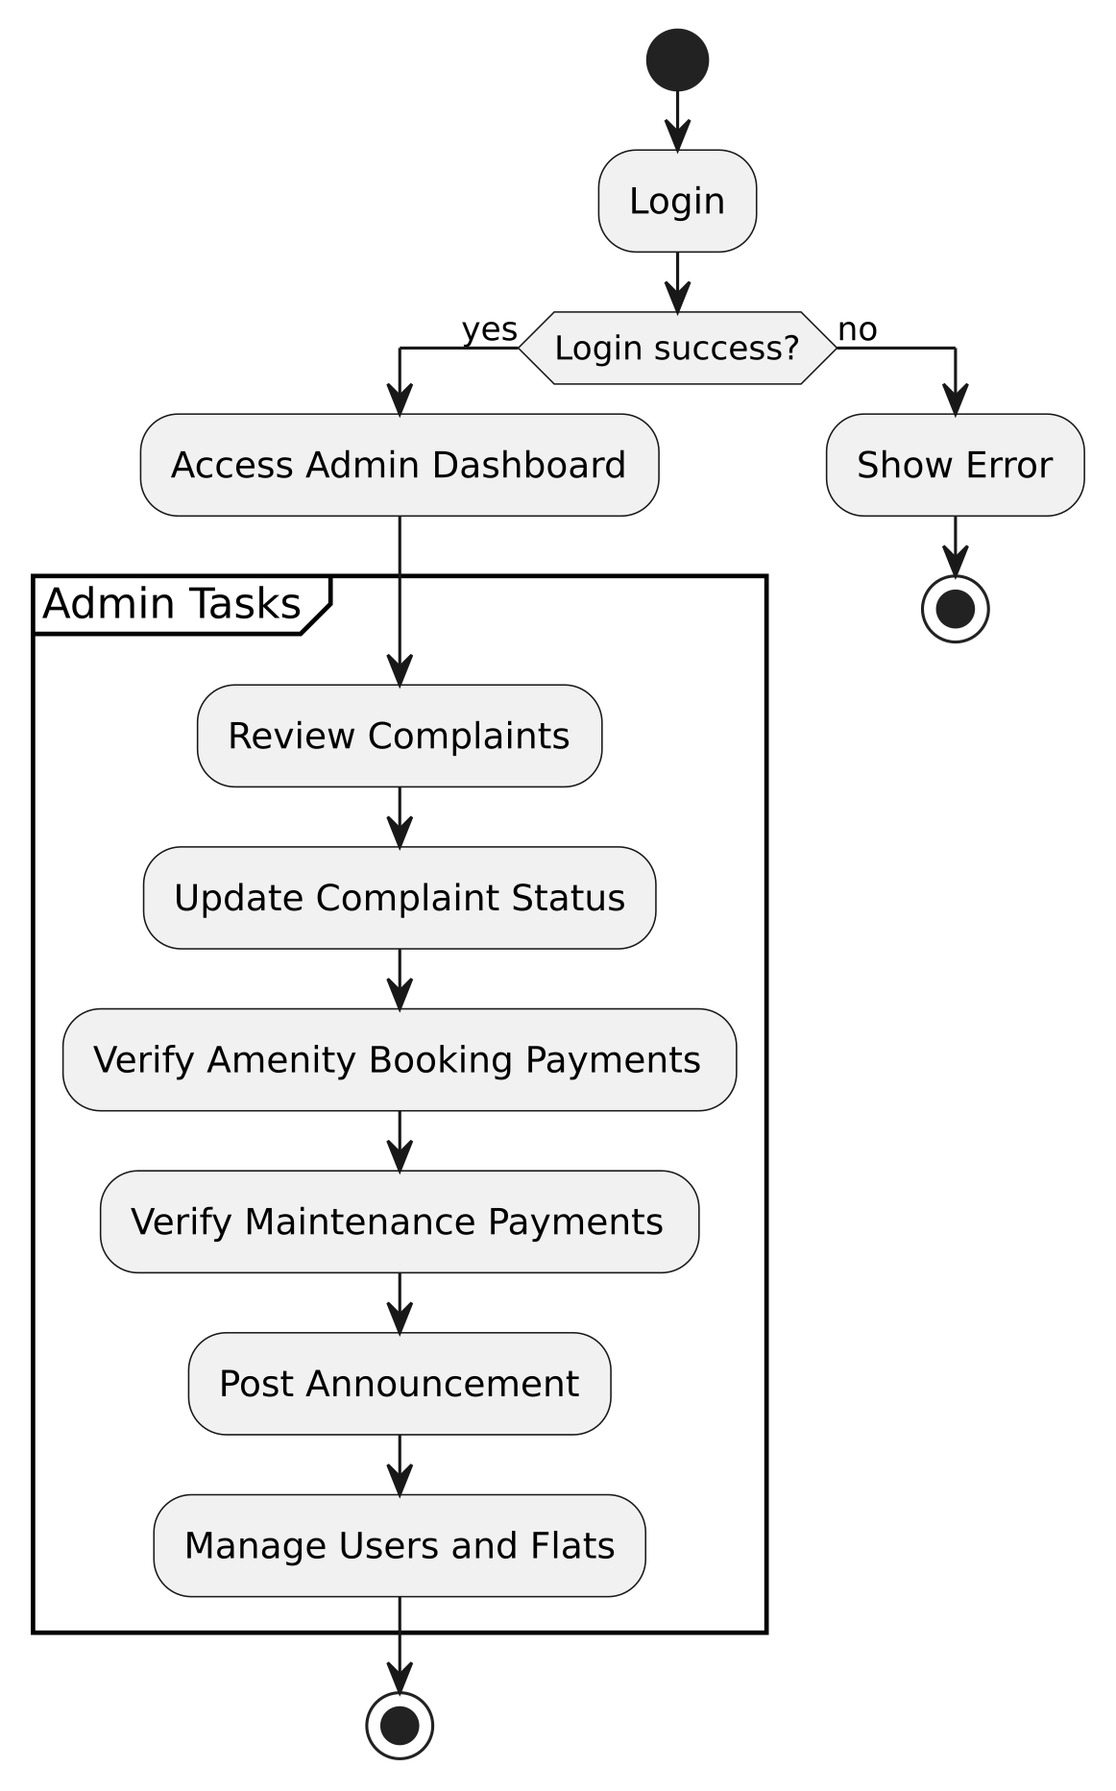 Login
yes
Login success?
no
Access Admin Dashboard
Show Error
Admin Tasks
Review Complaints
Update Complaint Status
Verify Amenity Booking Payments
Verify Maintenance Payments
Post Announcement
Manage Users and Flats